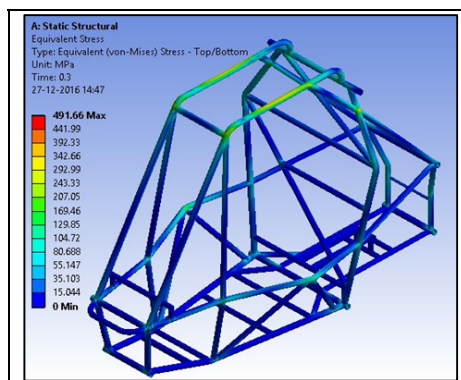 A: Static Structural
Equivalent Stress
Type: Equivalent (von-Mises) Stress - Top/Bottom
Unit: MPa
Time: 0.3
27-12-2016 14:47
491.66 Max
441.99
392.33
342.66
292.99
243.33
207.05
169.46
129.85
104.72
80.688
55.147
35.103
15.044
0 Min